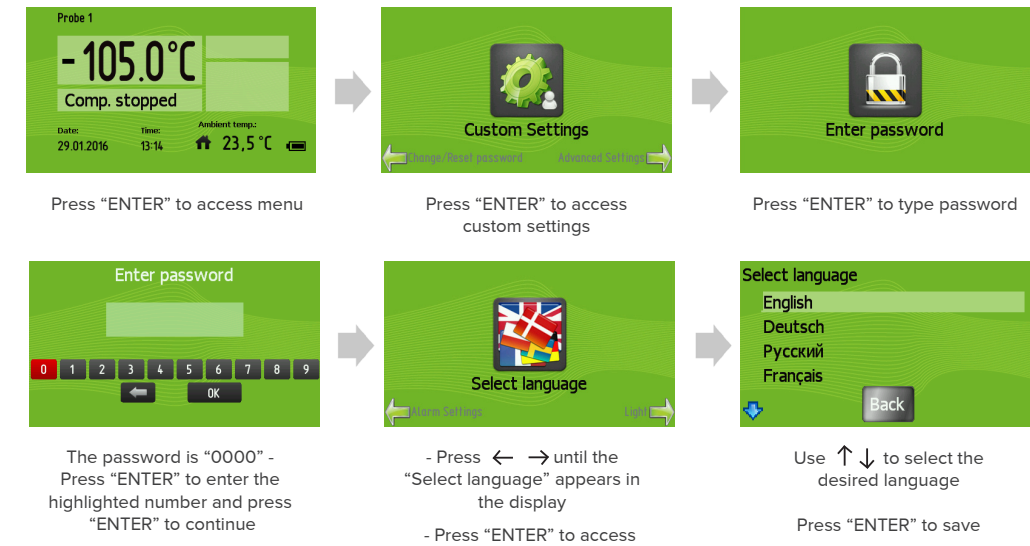 Probe 1
-105.0°C
Comp. stopped
Date:
Time:
Ambient temp.:
29.01.2016
13:14
23,5 °C
Custom Settings
Change/Reset password
Advanced Settings
Enter password
Press “ENTER” to access menu
Press “ENTER” to access
custom settings
Press “ENTER” to type password
Enter password
0 1 2 3 4 5 6 7 8 9
OK
Select language
Alarm Settings
Light
Select language
English
Deutsch
Русский
Français
Back
The password is “0000” -
Press “ENTER” to enter the
highlighted number and press
“ENTER” to continue
- Press ← → until the
“Select language” appears in
the display
- Press “ENTER” to access
Use ↑ ↓ to select the
desired language
Press “ENTER” to save